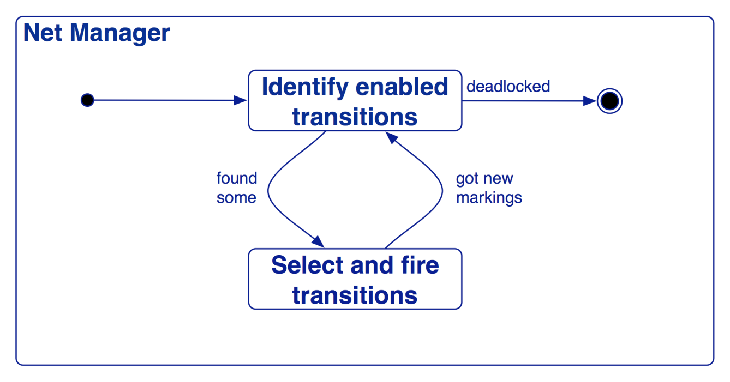 Net Manager
Identify enabled
transitions
deadlocked
found
some
got new
markings
Select and fire
transitions